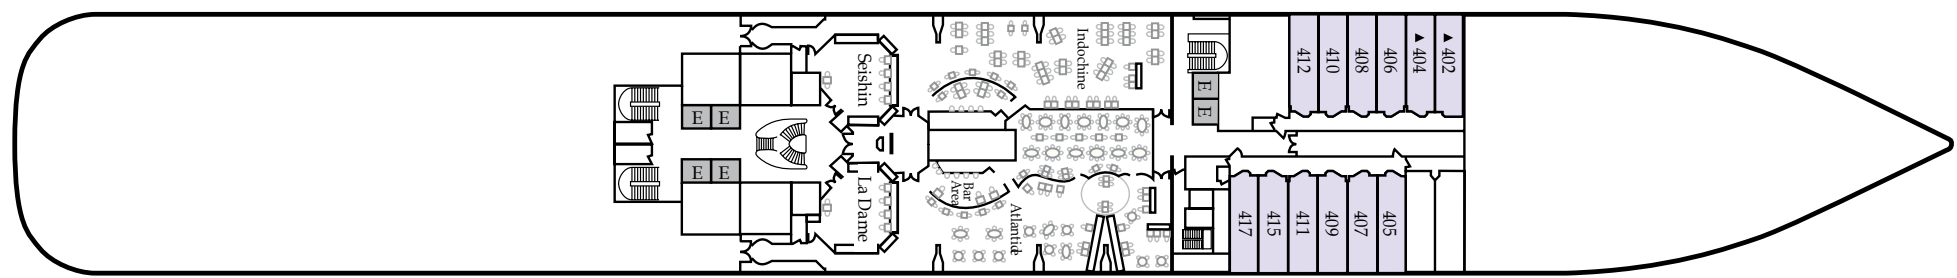 Seishin
E E
E E
La Dame
Bar
Area
Atlantide
Indochine
E
E
412
410
408
406
▲ 404
▲ 402
417
415
411
409
407
405